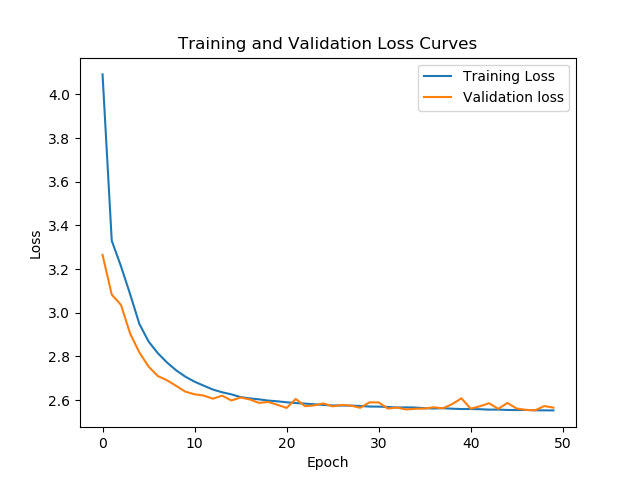 Training and Validation Loss Curves
Training Loss
Validation loss
4.0
3.8
3.6
3.4
3.2
3.0
2.8
2.6
Loss
0 10 20 30 40 50
Epoch